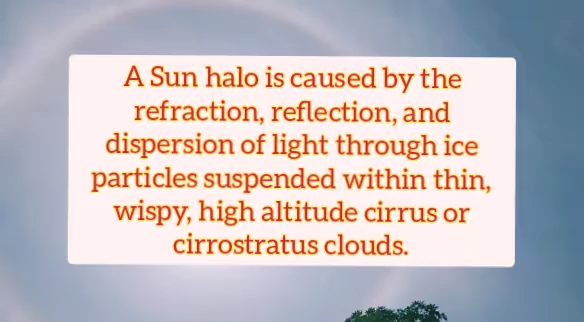 A Sun halo is caused by the
refraction, reflection, and
dispersion of light through ice
particles suspended within thin,
wispy, high altitude cirrus or
cirrostratus clouds.